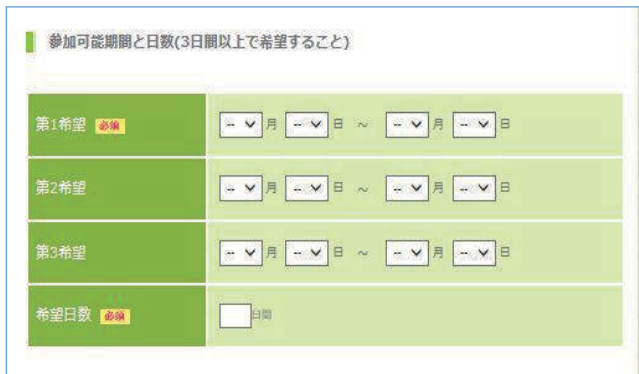 参加可能期間と日数(3日間以上で希望すること)
第1希望 必須 -- 月 -- 日 ~ -- 月 -- 日
第2希望 -- 月 -- 日 ~ -- 月 -- 日
第3希望 -- 月 -- 日 ~ -- 月 -- 日
希望日数 必須 日間